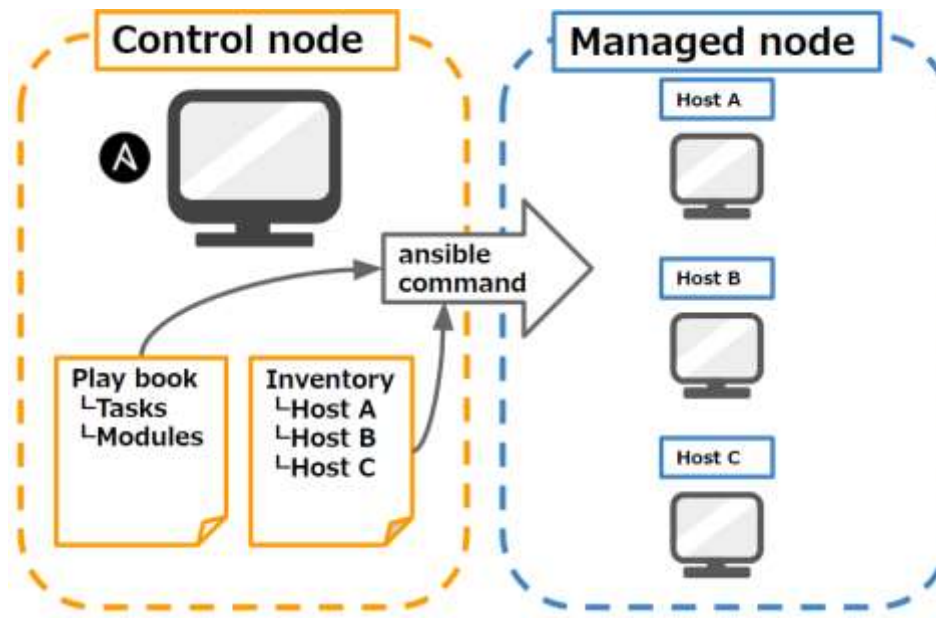 Control node
Managed node
Host A
ansible
command
Host B
Play book
└Tasks
└Modules
Inventory
└Host A
└Host B
└Host C
Host C